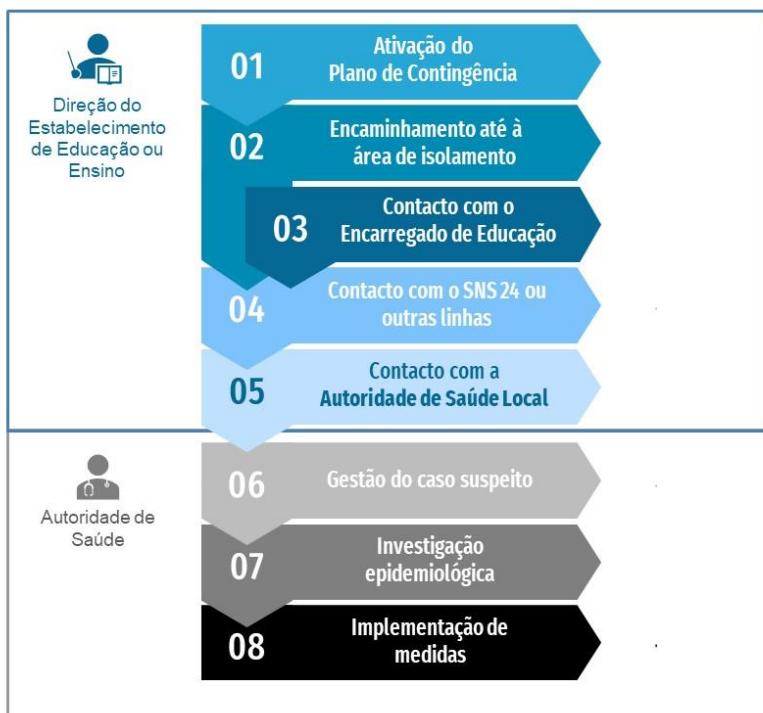 Direção do
Estabelecimento
de Educação ou
Ensino
01
Ativação do
Plano de Contingência
02
Encaminhamento até à
área de isolamento
03
Contacto com o
Encarregado de Educação
04
Contacto com o SNS 24 ou
outras linhas
05
Contacto com a
Autoridade de Saúde Local
Autoridade de
Saúde
06
Gestão do caso suspeito
07
Investigação
epidemiológica
08
Implementação de
medidas